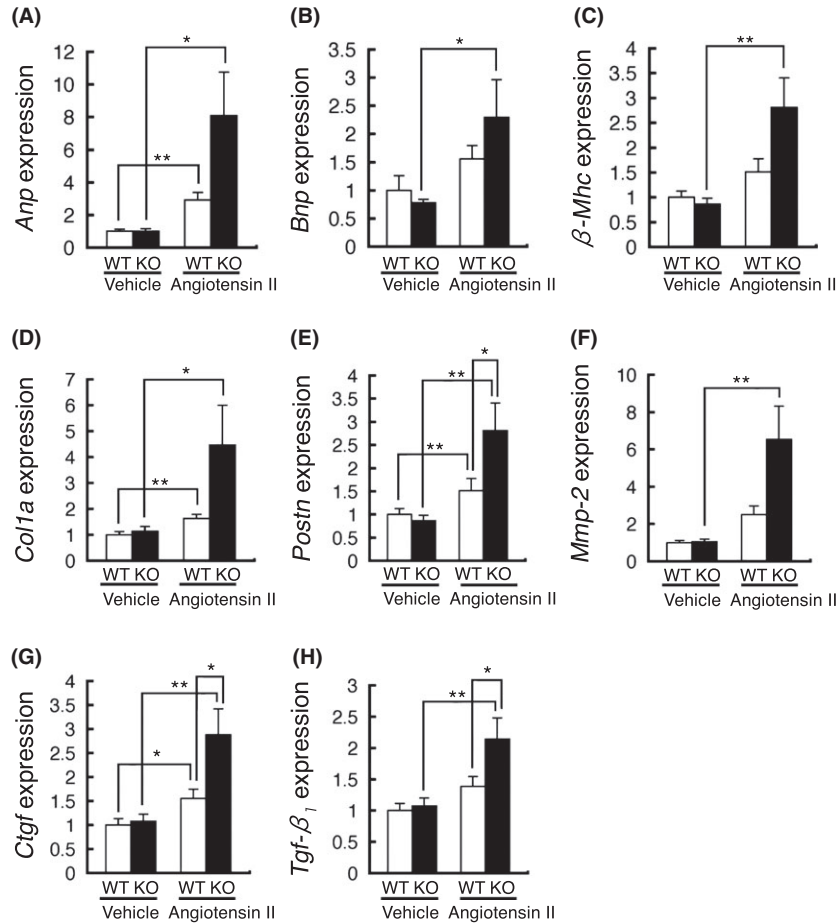 (A)
Anp expression
12
10
8
6
4
2
0
*
**
WT KO WT KO
Vehicle Angiotensin II
(B)
Bnp expression
3.5
3
2.5
2
1.5
1
0.5
0
*
WT KO WT KO
Vehicle Angiotensin II
(C)
β-Mhc expression
4
3.5
3
2.5
2
1.5
1
0.5
0
**
WT KO WT KO
Vehicle Angiotensin II
(D)
Col1a expression
7
6
5
4
3
2
1
0
*
**
WT KO WT KO
Vehicle Angiotensin II
(E)
Postn expression
4
3.5
3
2.5
2
1.5
1
0.5
0
*
**
**
WT KO WT KO
Vehicle Angiotensin II
(F)
Mmp-2 expression
10
8
6
4
2
0
**
WT KO WT KO
Vehicle Angiotensin II
(G)
Ctgf expression
4
3.5
3
2.5
2
1.5
1
0.5
0
*
**
*
WT KO WT KO
Vehicle Angiotensin II
(H)
Tgf-β1 expression
3
2.5
2
1.5
1
0.5
0
*
**
WT KO WT KO
Vehicle Angiotensin II